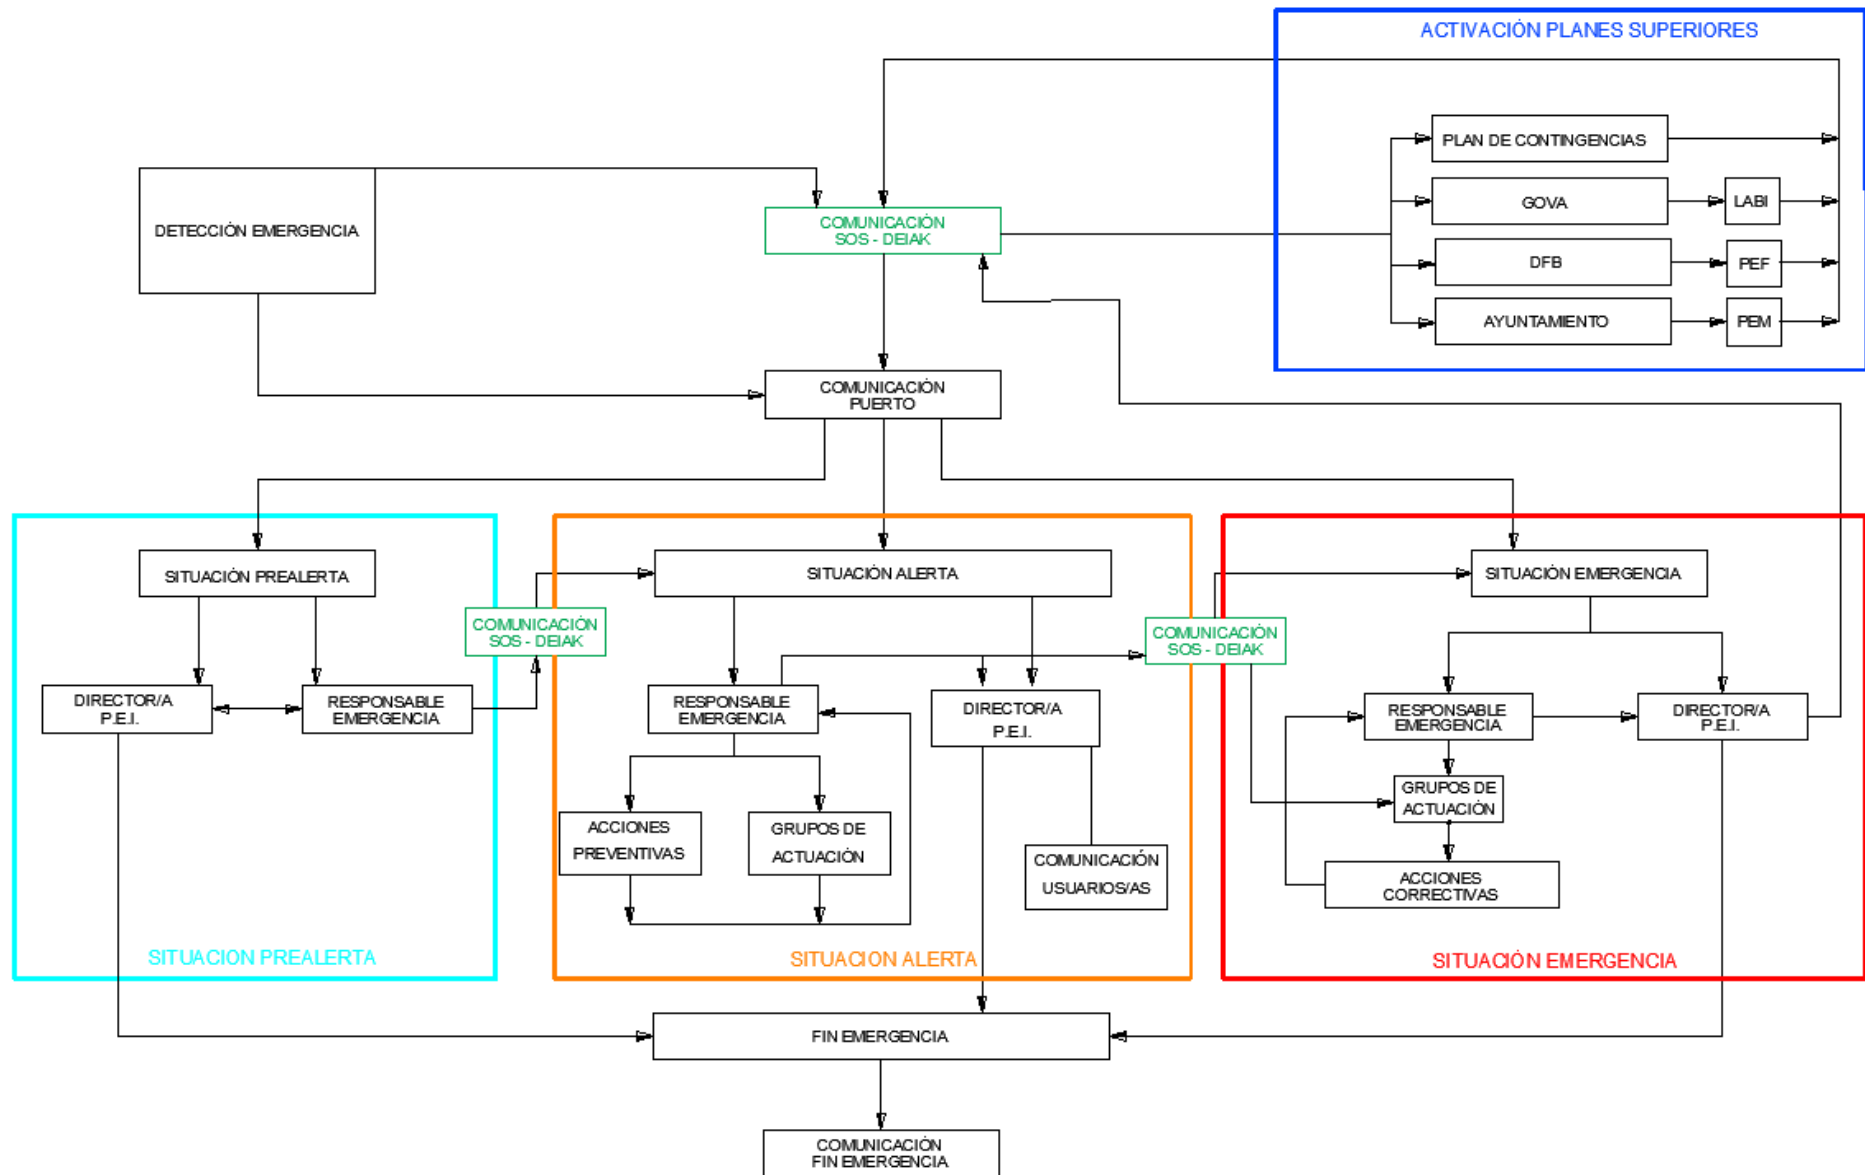 ACTIVACIÓN PLANES SUPERIORES
PLAN DE CONTINGENCIAS
DETECCIÓN EMERGENCIA
COMUNICACIÓN
SOS - DEIAK
GOVA
LABI
DFB
PEF
AYUNTAMIENTO
PEM
COMUNICACIÓN
PUERTO
SITUACIÓN PREALERTA
DIRECTOR/A
P.E.I.
RESPONSABLE
EMERGENCIA
SITUACION PREALERTA
COMUNICACIÓN
SOS - DEIAK
SITUACIÓN ALERTA
RESPONSABLE
EMERGENCIA
DIRECTOR/A
P.E.I.
ACCIONES
PREVENTIVAS
GRUPOS DE
ACTUACIÓN
COMUNICACIÓN
USUARIOS/AS
SITUACION ALERTA
COMUNICACIÓN
SOS - DEIAK
SITUACIÓN EMERGENCIA
RESPONSABLE
EMERGENCIA
DIRECTOR/A
P.E.I.
GRUPOS DE
ACTUACIÓN
ACCIONES
CORRECTIVAS
SITUACIÓN EMERGENCIA
FIN EMERGENCIA
COMUNICACIÓN
FIN EMERGENCIA